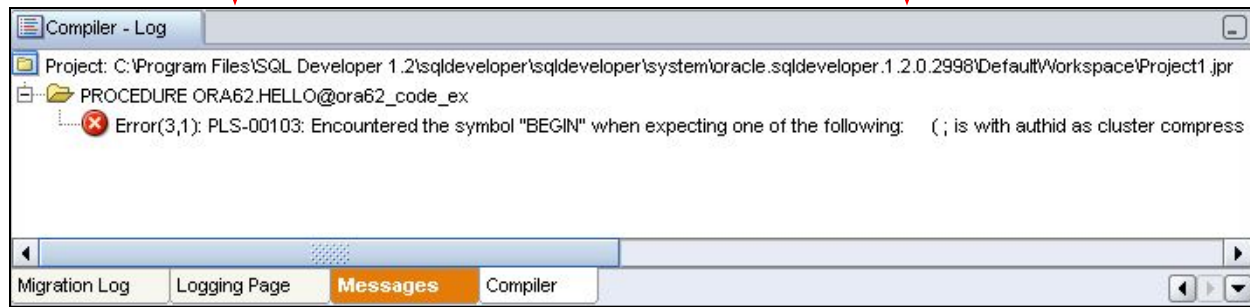 Compiler - Log
Project: C:\Program Files\SQL Developer 1.2\sqldeveloper\sqldeveloper\system\oracle.sqldeveloper.1.2.0.2998\DefaultWorkspace\Project1.jpr
PROCEDURE ORA62.HELLO@ora62_code_ex
Error(3,1): PLS-00103: Encountered the symbol "BEGIN" when expecting one of the following: ( ; is with authid as cluster compress
Migration Log Logging Page Messages Compiler